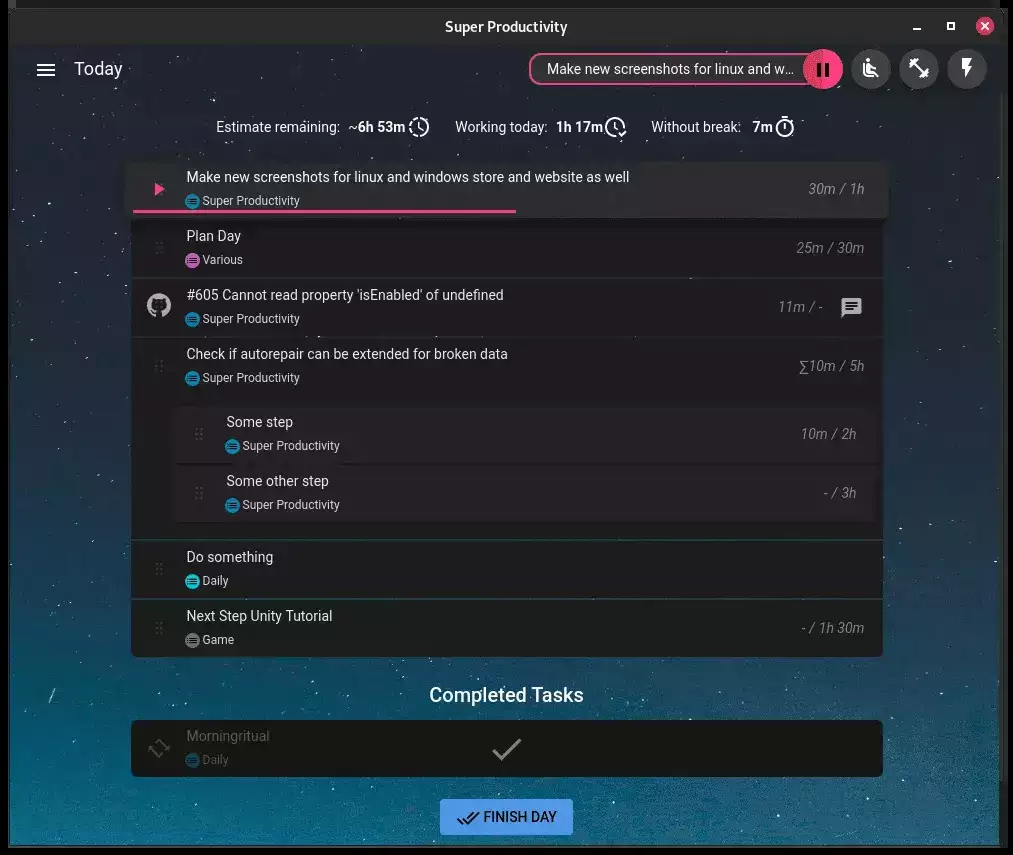 Super Productivity
Today
Make new screenshots for linux and w...
Estimate remaining: ~6h 53m Working today: 1h 17m Without break: 7m
Make new screenshots for linux and windows store and website as well
Super Productivity
30m / 1h
Plan Day
Various
25m / 30m
#605 Cannot read property 'isEnabled' of undefined
Super Productivity
11m / -
Check if autorepair can be extended for broken data
Super Productivity
∑10m / 5h
Some step
Super Productivity
10m / 2h
Some other step
Super Productivity
- / 3h
Do something
Daily
Next Step Unity Tutorial
Game
- / 1h 30m
Completed Tasks
Morningritual
Daily
FINISH DAY